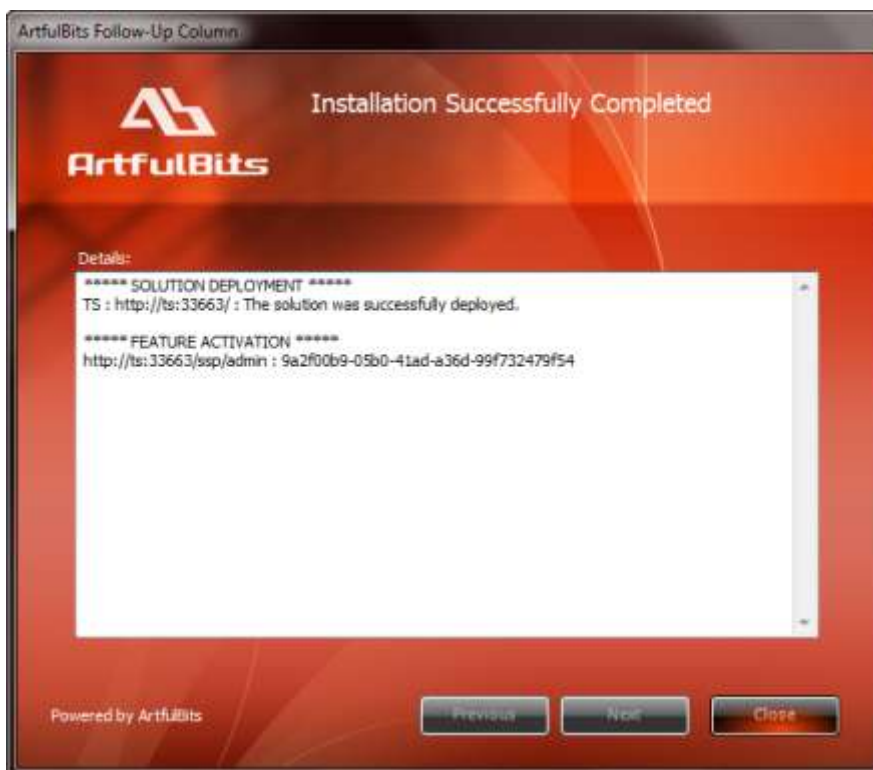 ArtfulBits Follow-Up Column
ArtfulBits
Installation Successfully Completed
Details:
***** SOLUTION DEPLOYMENT *****
TS : http://ts:33663/ : The solution was successfully deployed.
***** FEATURE ACTIVATION *****
http://ts:33663/ssp/admin : 9a2f00b9-05b0-41ad-a36d-99f732479f54
Powered by ArtfulBits
Previous
Next
Close